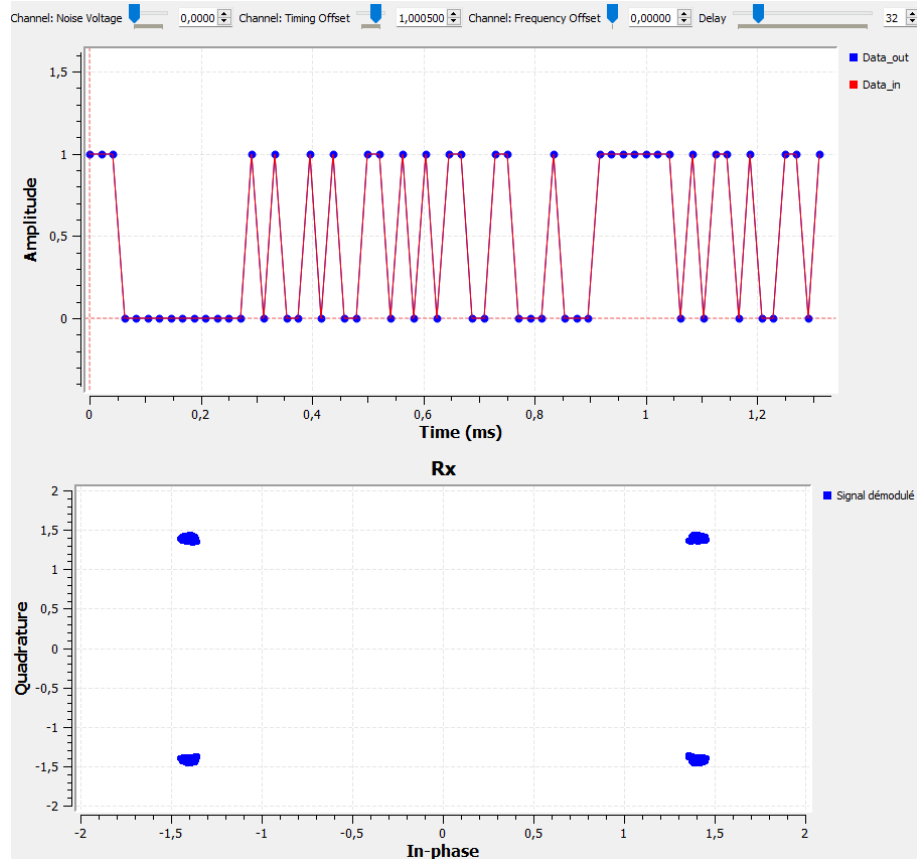 Channel: Noise Voltage 0,0000 Channel: Timing Offset 1,000500 Channel: Frequency Offset 0,00000 Delay 32
1,5
1
0,5
0
Amplitude
Data_out
Data_in
0 0,2 0,4 0,6 0,8 1 1,2
Time (ms)
Rx
2
1,5
1
0,5
0
-0,5
-1
-1,5
-2
Quadrature
Signal démodulé
-2 -1,5 -1 -0,5 0 0,5 1 1,5 2
In-phase